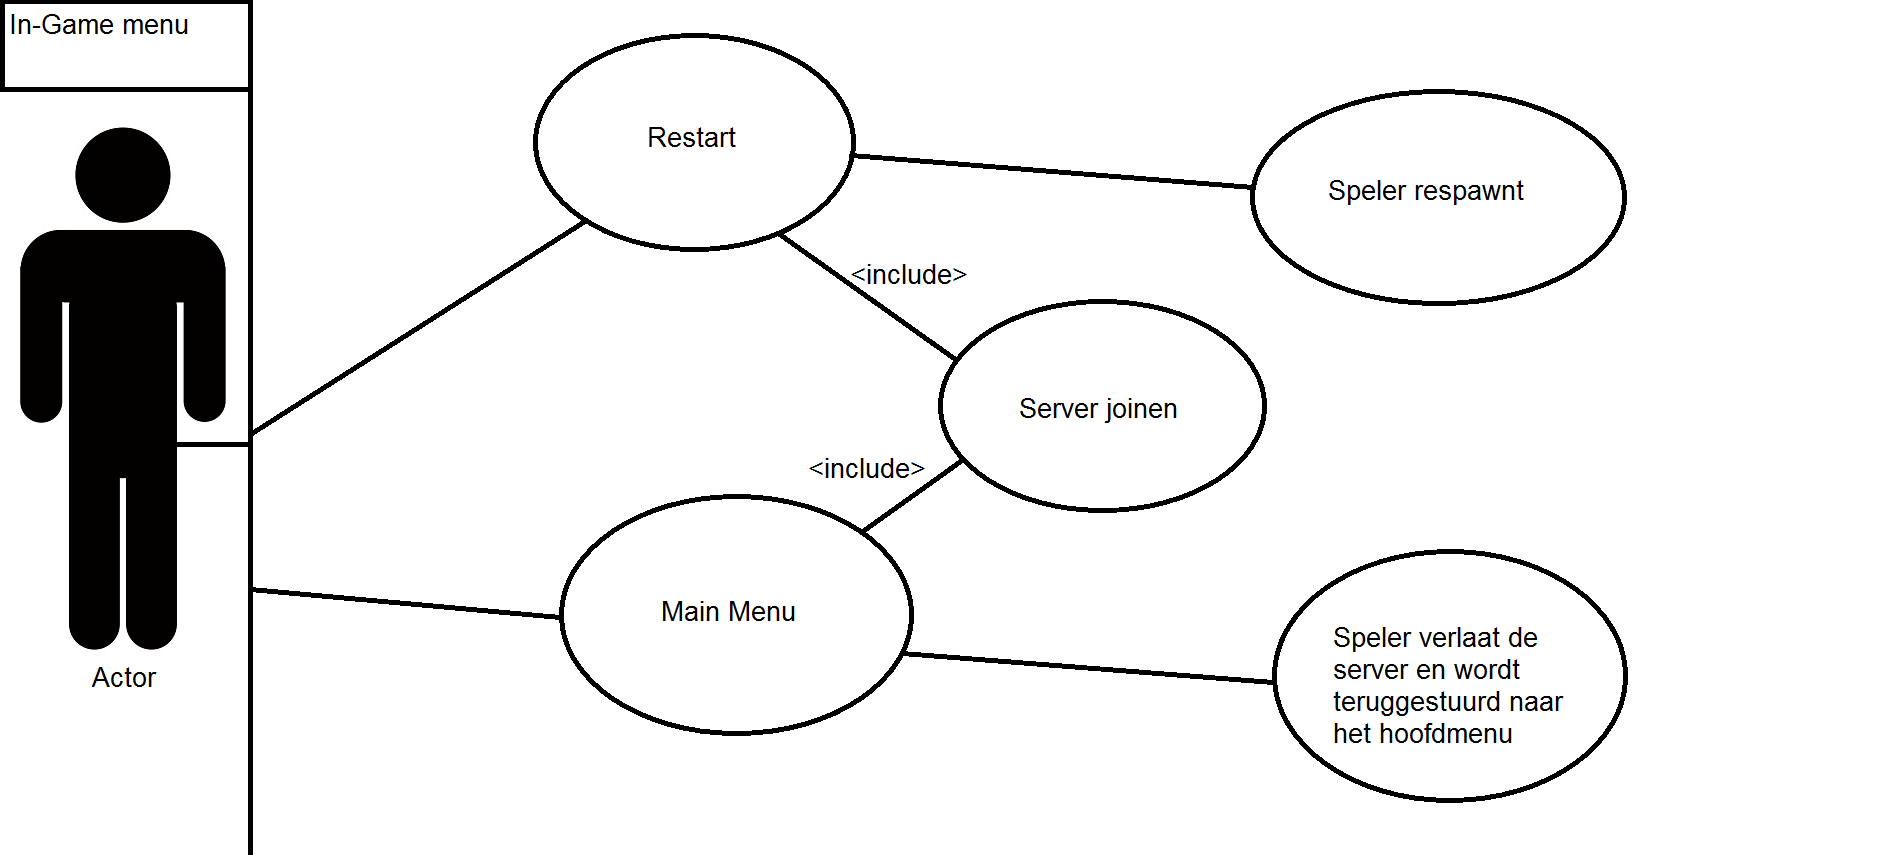 In-Game menu
Restart
Speler respawnt
<include>
Server joinen
<include>
Main Menu
Speler verlaat de
server en wordt
teruggestuurd naar
het hoofdmenu
Actor